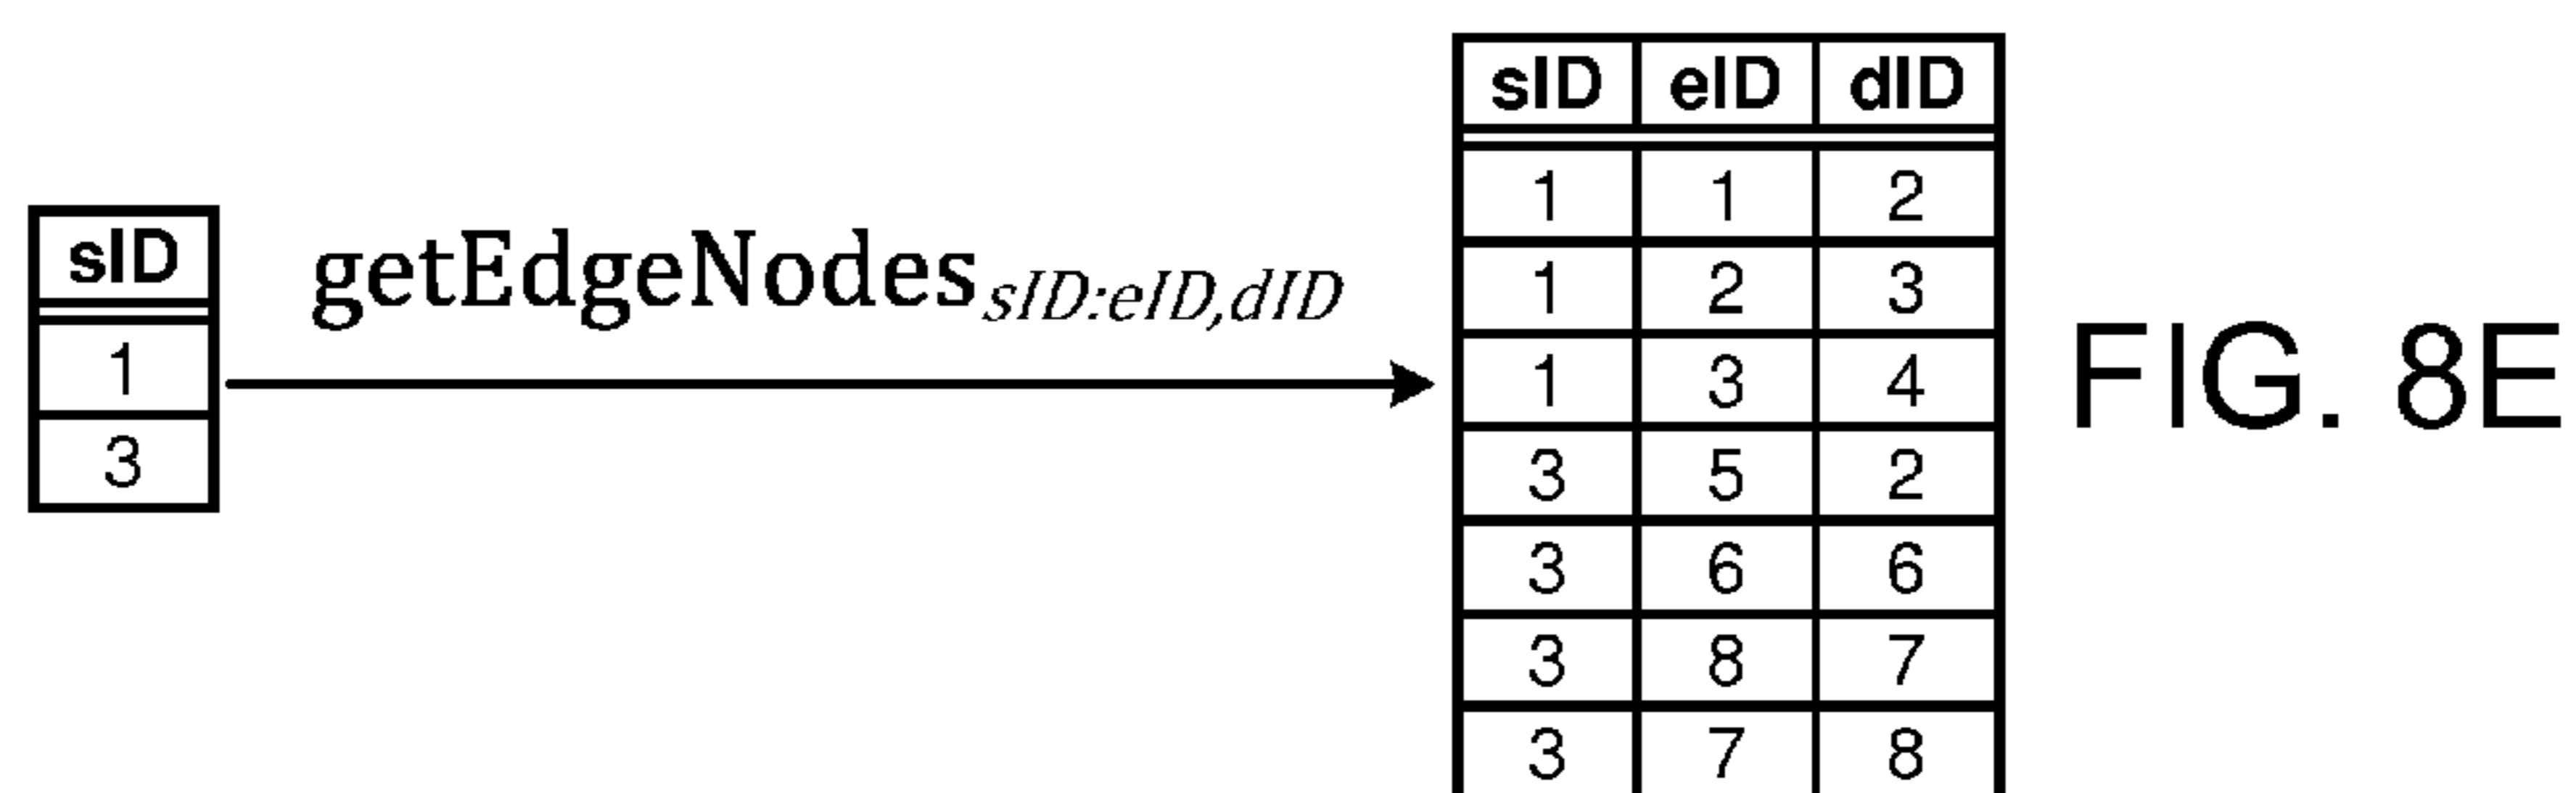 sID
1
3
getEdgeNodes sID:eID,dID
sID eID dID
1 1 2
1 2 3
1 3 4
3 5 2
3 6 6
3 8 7
3 7 8
FIG. 8E